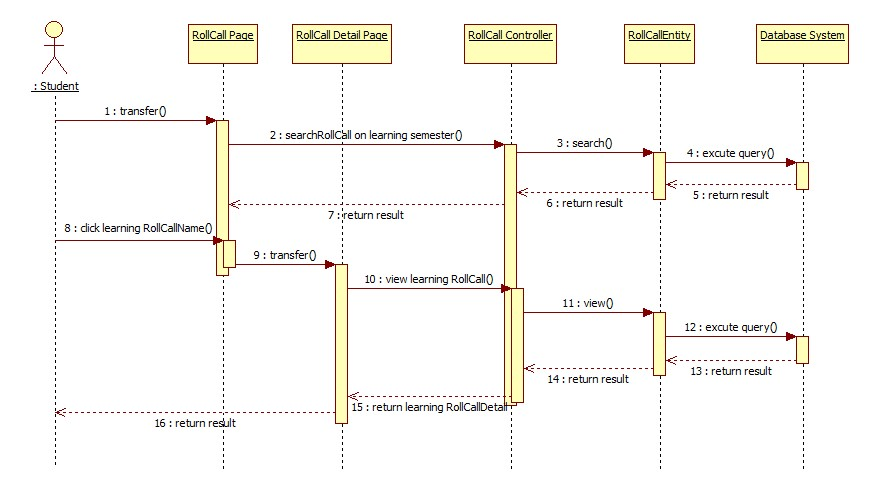 RollCall Page
RollCall Detail Page
RollCall Controller
RollCallEntity
Database System
: Student
1 : transfer()
2 : searchRollCall on learning semester()
3 : search()
4 : excute query()
5 : return result
6 : return result
7 : return result
8 : click learning RollCallName()
9 : transfer()
10 : view learning RollCall()
11 : view()
12 : excute query()
13 : return result
14 : return result
15 : return learning RollCallDetail
16 : return result